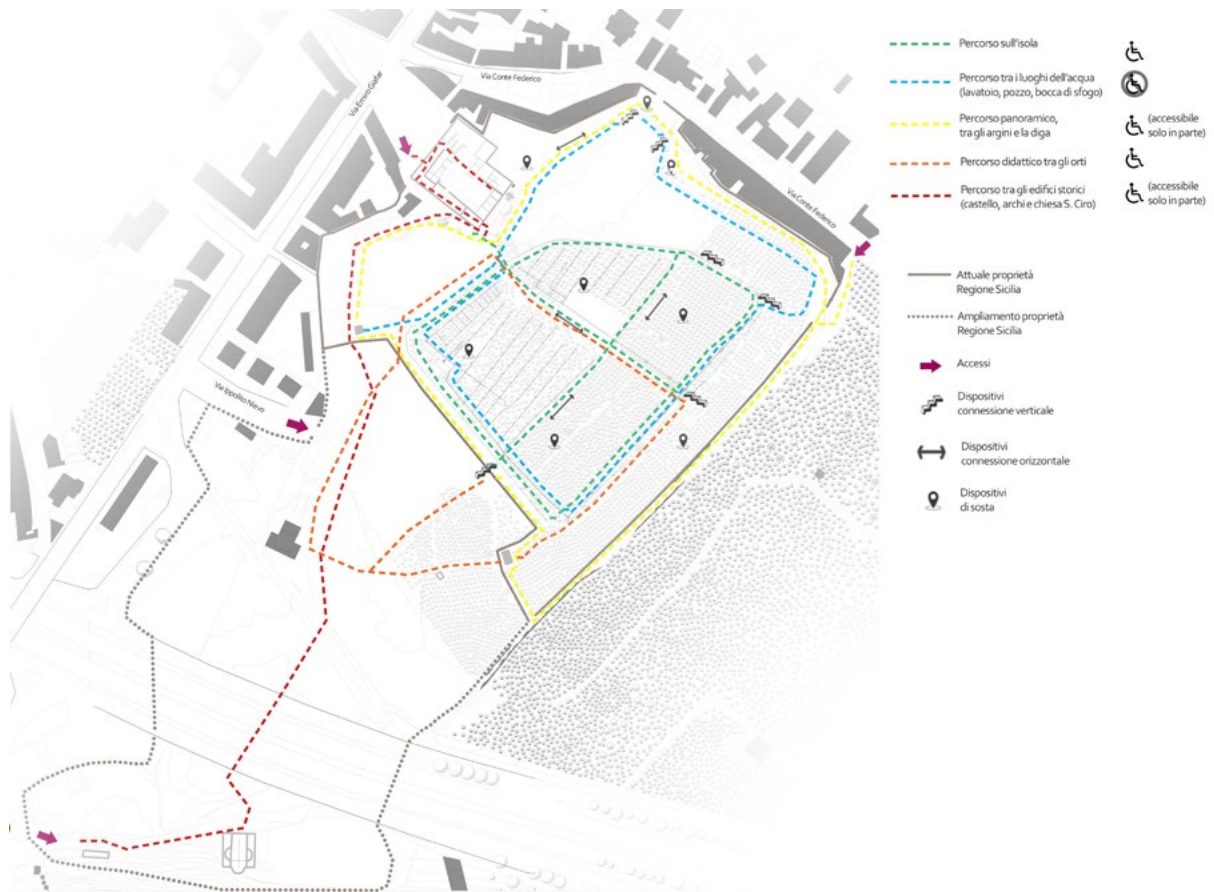 Via Conte Federico
Via Emiro Giafar
Via Conte Federico
Via Ippolito Nievo
Percorso sull'isola
Percorso tra i luoghi dell'acqua
(lavatoio, pozzo, bocca di sfogo)
Percorso panoramico,
tra gli argini e la diga
(accessibile
solo in parte)
Percorso didattico tra gli orti
Percorso tra gli edifici storici
(castello, archi e chiesa S. Ciro)
(accessibile
solo in parte)
Attuale proprietà
Regione Sicilia
Ampliamento proprietà
Regione Sicilia
Accessi
Dispositivi
connessione verticale
Dispositivi
connessione orizzontale
Dispositivi
di sosta